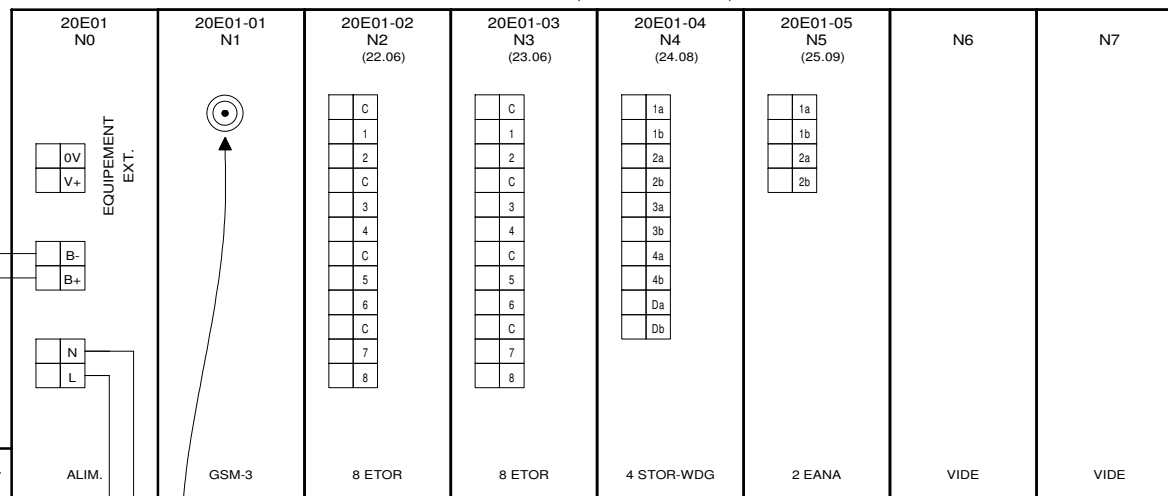 20E01
N0
0V
V+
EQUIPEMENT
EXT.
B-
B+
N
L
ALIM.
20E01-01
N1
GSM-3
20E01-02
N2
(22.06)
C
1
2
C
3
4
C
5
6
C
7
8
8 ETOR
20E01-03
N3
(23.06)
C
1
2
C
3
4
C
5
6
C
7
8
8 ETOR
20E01-04
N4
(24.08)
1a
1b
2a
2b
3a
3b
4a
4b
Da
Db
4 STOR-WDG
20E01-05
N5
(25.09)
1a
1b
2a
2b
2 EANA
N6
VIDE
N7
VIDE